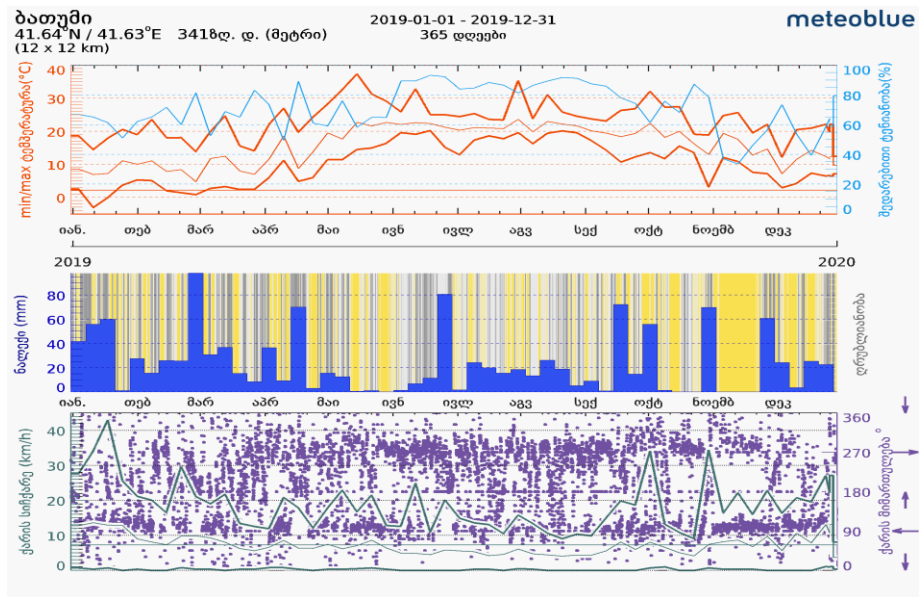 ბათუმი
2019-01-01 - 2019-12-31
meteoblue
41.64°N / 41.63°E 341ზღ. დ. (მეტრი)
365 დღეები
(12 x 12 km)
min/max ტემპერატურა(°C)
40
30
20
10
0
100
80
60
40
20
0
შედარებითი ტენიანობა(%)
იან. თებ მარ აპრ მაი ივნ ივლ აგვ სექ ოქტ ნოემბ დეკ
2019
2020
ნალექი (mm)
80
60
40
20
0
ღრუბლიანობა
იან. თებ მარ აპრ მაი ივნ ივლ აგვ სექ ოქტ ნოემბ დეკ
ქარის სიჩქარე (km/h)
40
30
20
10
0
360
270
180
90
0
ქარის მიმართულება°